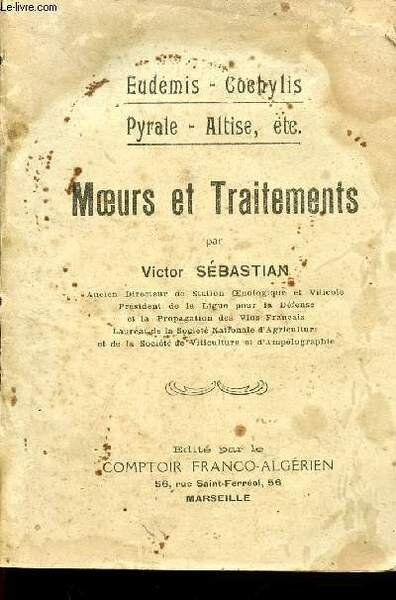 Le-livre.com
Eudémis - Cochylis
Pyrale - Altise, etc.
Mœurs et Traitements
par
Victor SÉBASTIAN
Ancien Directeur de Station Œnologique et Viticole
Président de la Ligue pour la Défense
et la Propagation des Vins Français
Lauréat de la Société Nationale d'Agriculture
et de la Société de Viticulture et d'Ampélographie
Edité par le
COMPTOIR FRANCO-ALGÉRIEN
56, rue Saint-Ferréol, 56
MARSEILLE